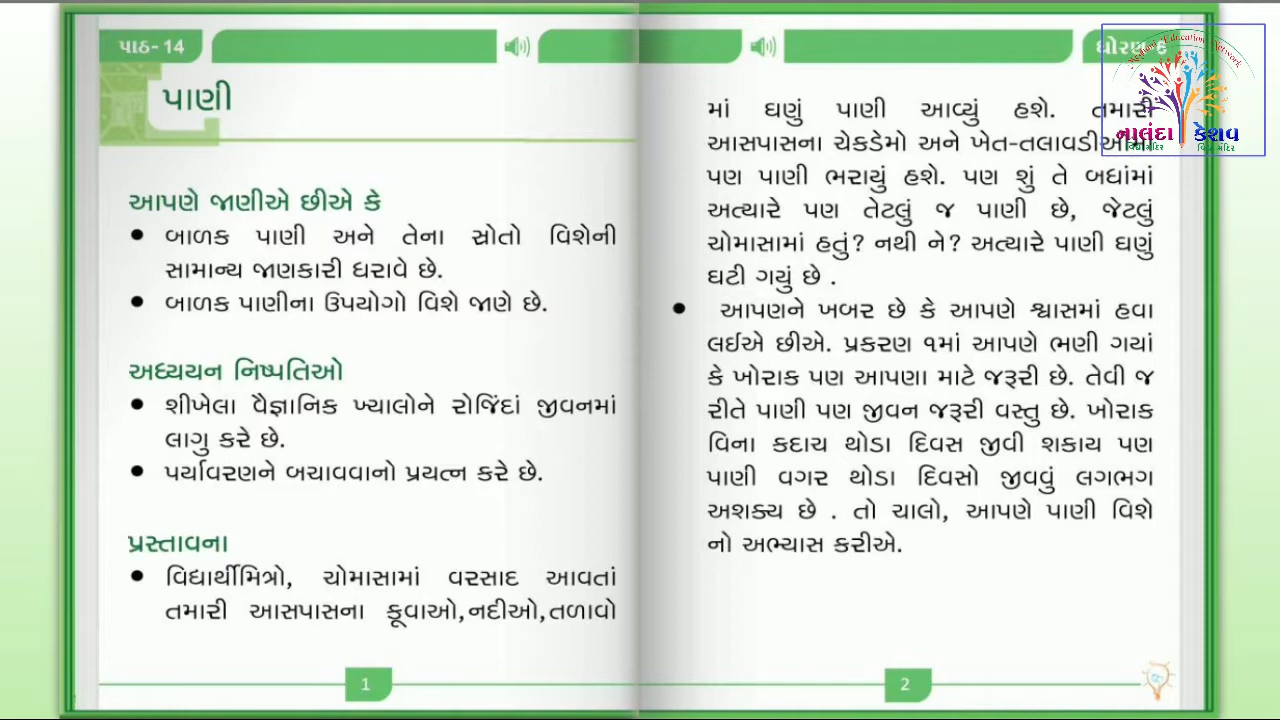 પાઠ- 14
પાણી
આપણે જાણીએ છીએ કે
● બાળક પાણી અને તેના સ્રોતો વિશેની
સામાન્ય જાણકારી ધરાવે છે.
● બાળક પાણીના ઉપયોગો વિશે જાણે છે.
અધ્યયન નિષ્પતિઓ
● શીખેલા વૈજ્ઞાનિક ખ્યાલોને રોજિંદાં જીવનમાં
લાગુ કરે છે.
● પર્યાવરણને બચાવવાનો પ્રયત્ન કરે છે.
પ્રસ્તાવના
● વિદ્યાર્થીમિત્રો, ચોમાસામાં વરસાદ આવતાં
તમારી આસપાસના કૂવાઓ,નદીઓ,તળાવો
1
ધોરણ ૬
માં ઘણું પાણી આવ્યું હશે. તમારી
આસપાસના ચેકડેમો અને ખેત-તલાવડીઓમાં
પણ પાણી ભરાયું હશે. પણ શું તે બધાંમાં
અત્યારે પણ તેટલું જ પાણી છે, જેટલું
ચોમાસામાં હતું? નથી ને? અત્યારે પાણી ઘણું
ઘટી ગયું છે .
● આપણને ખબર છે કે આપણે શ્વાસમાં હવા
લઈએ છીએ. પ્રકરણ ૧માં આપણે ભણી ગયાં
કે ખોરાક પણ આપણા માટે જરૂરી છે. તેવી જ
રીતે પાણી પણ જીવન જરૂરી વસ્તુ છે. ખોરાક
વિના કદાચ થોડા દિવસ જીવી શકાય પણ
પાણી વગર થોડા દિવસો જીવવું લગભગ
અશક્ય છે . તો ચાલો, આપણે પાણી વિશે
નો અભ્યાસ કરીએ.
2
Education Network
નાલંદા કેશવ
વિદ્યામંદિર વિદ્યામંદિર